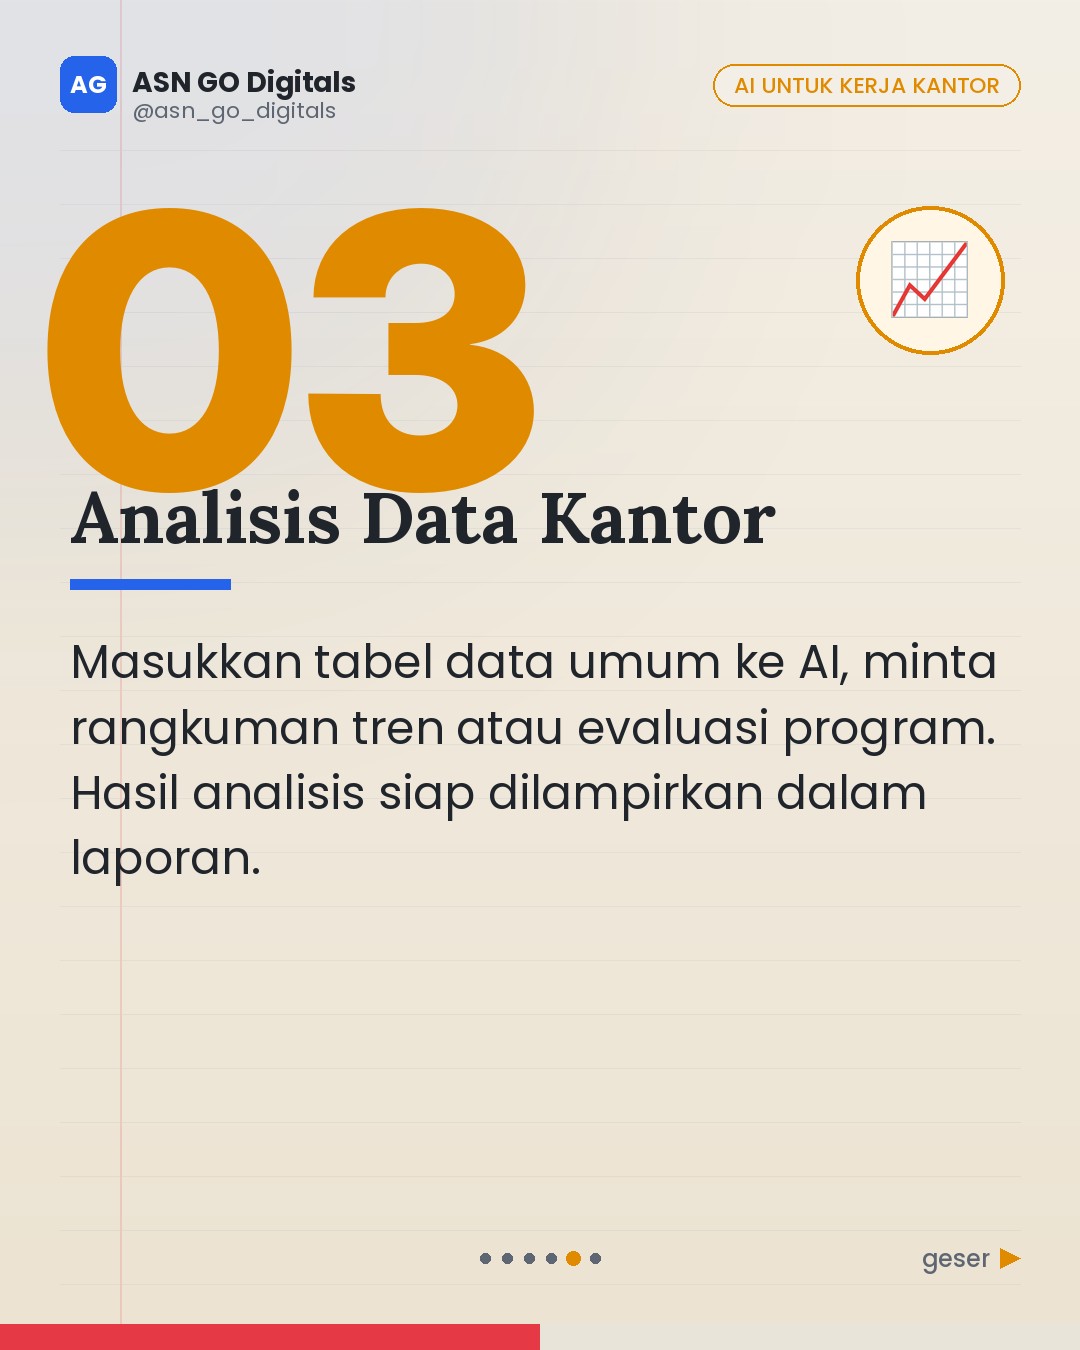 AG
ASN GO Digitals
@asn_go_digitals
AI UNTUK KERJA KANTOR
03
Analisis Data Kantor
Masukkan tabel data umum ke AI, minta
rangkuman tren atau evaluasi program.
Hasil analisis siap dilampirkan dalam
laporan.
geser